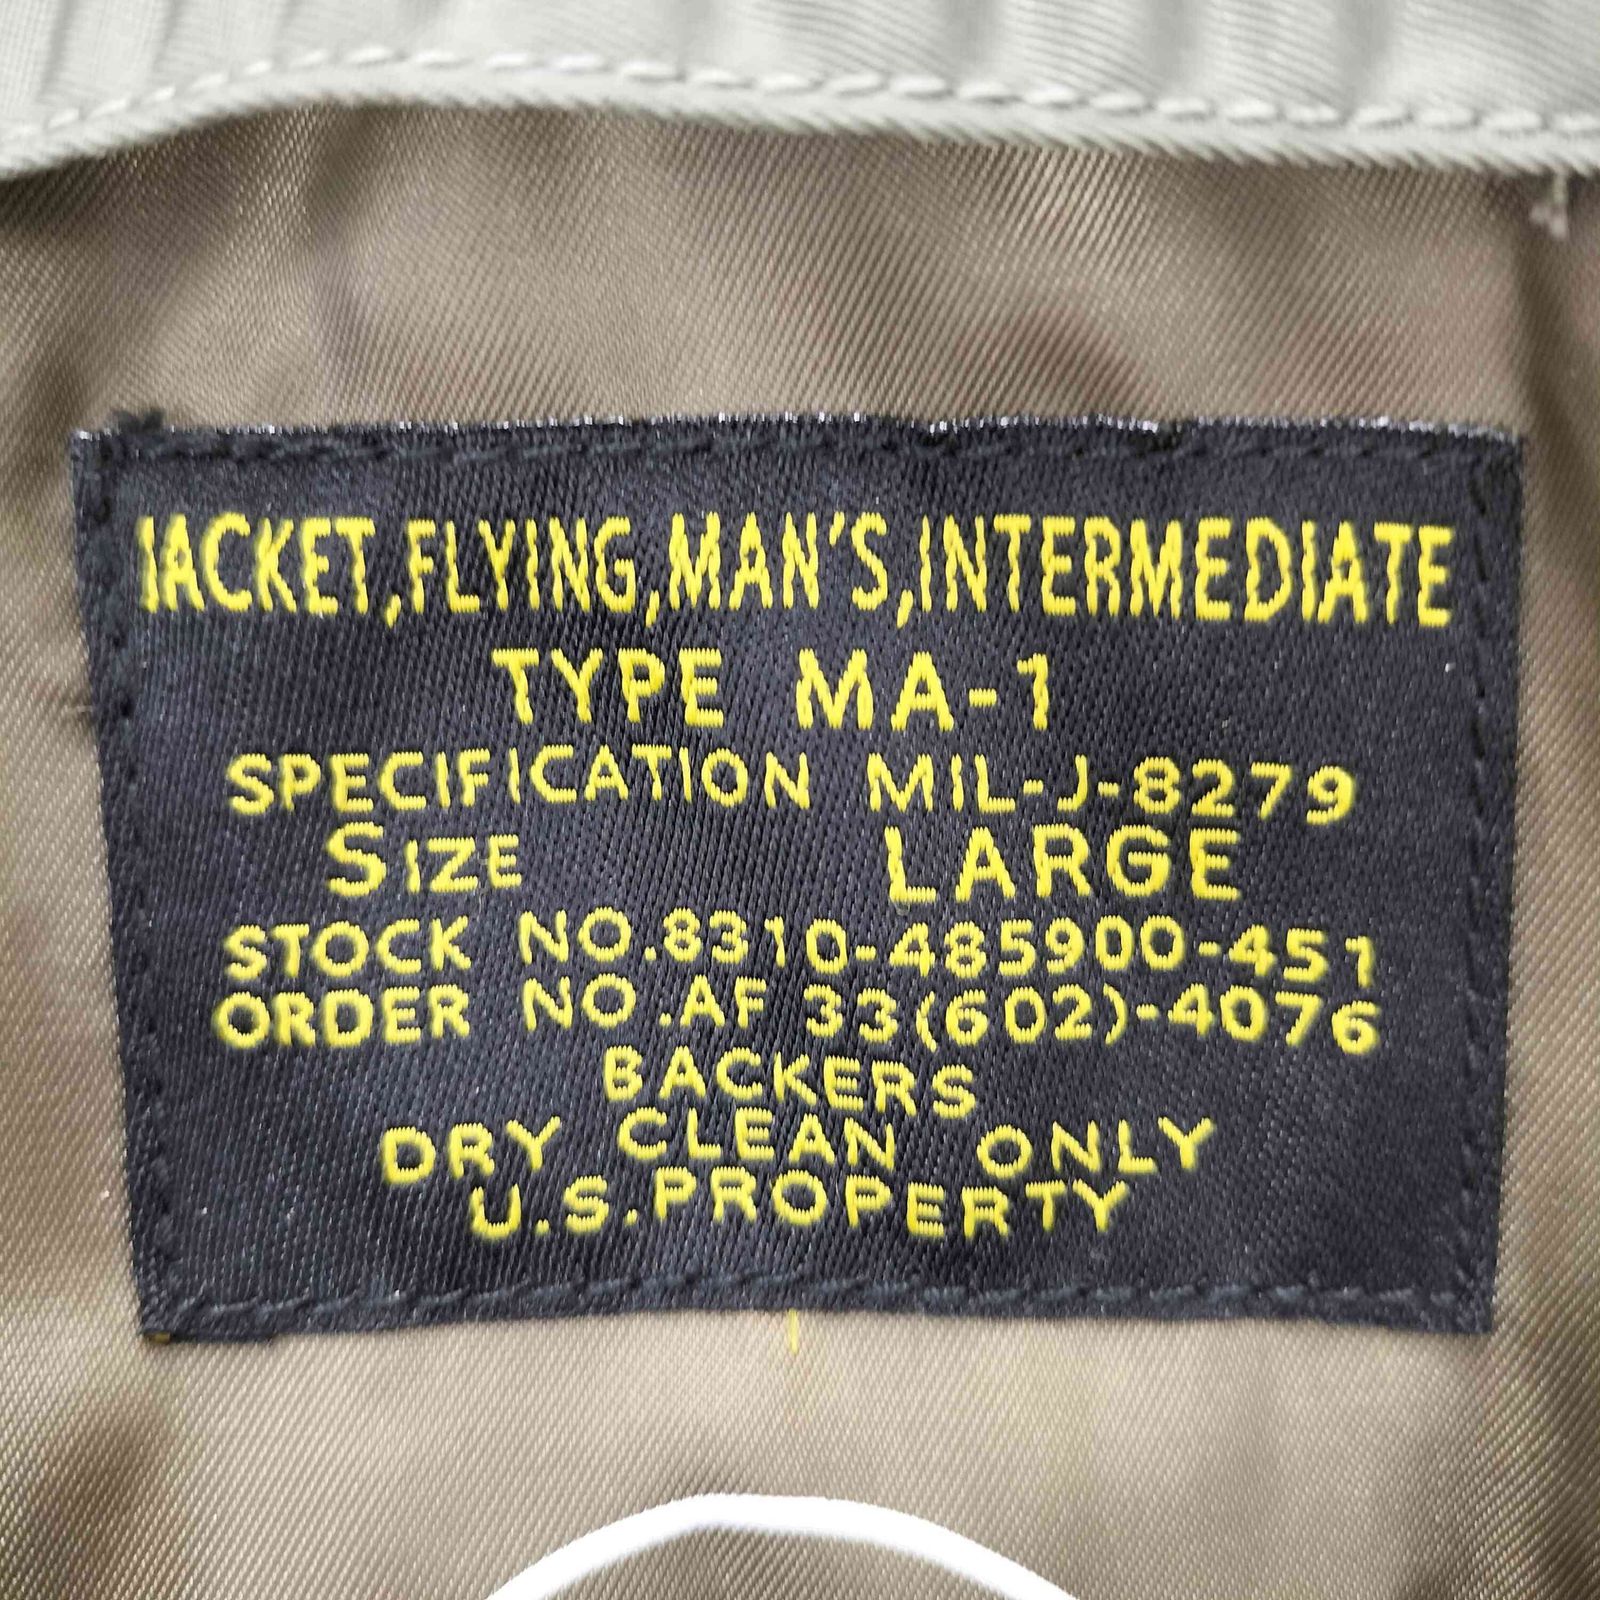 JACKET,FLYING,MAN'S,INTERMEDIATE
TYPE MA-1
SPECIFICATION MIL-J-8279
SIZE LARGE
STOCK NO.8310-485900-451
ORDER NO.AF 33(602)-4076
BACKERS
DRY CLEAN ONLY
U.S.PROPERTY